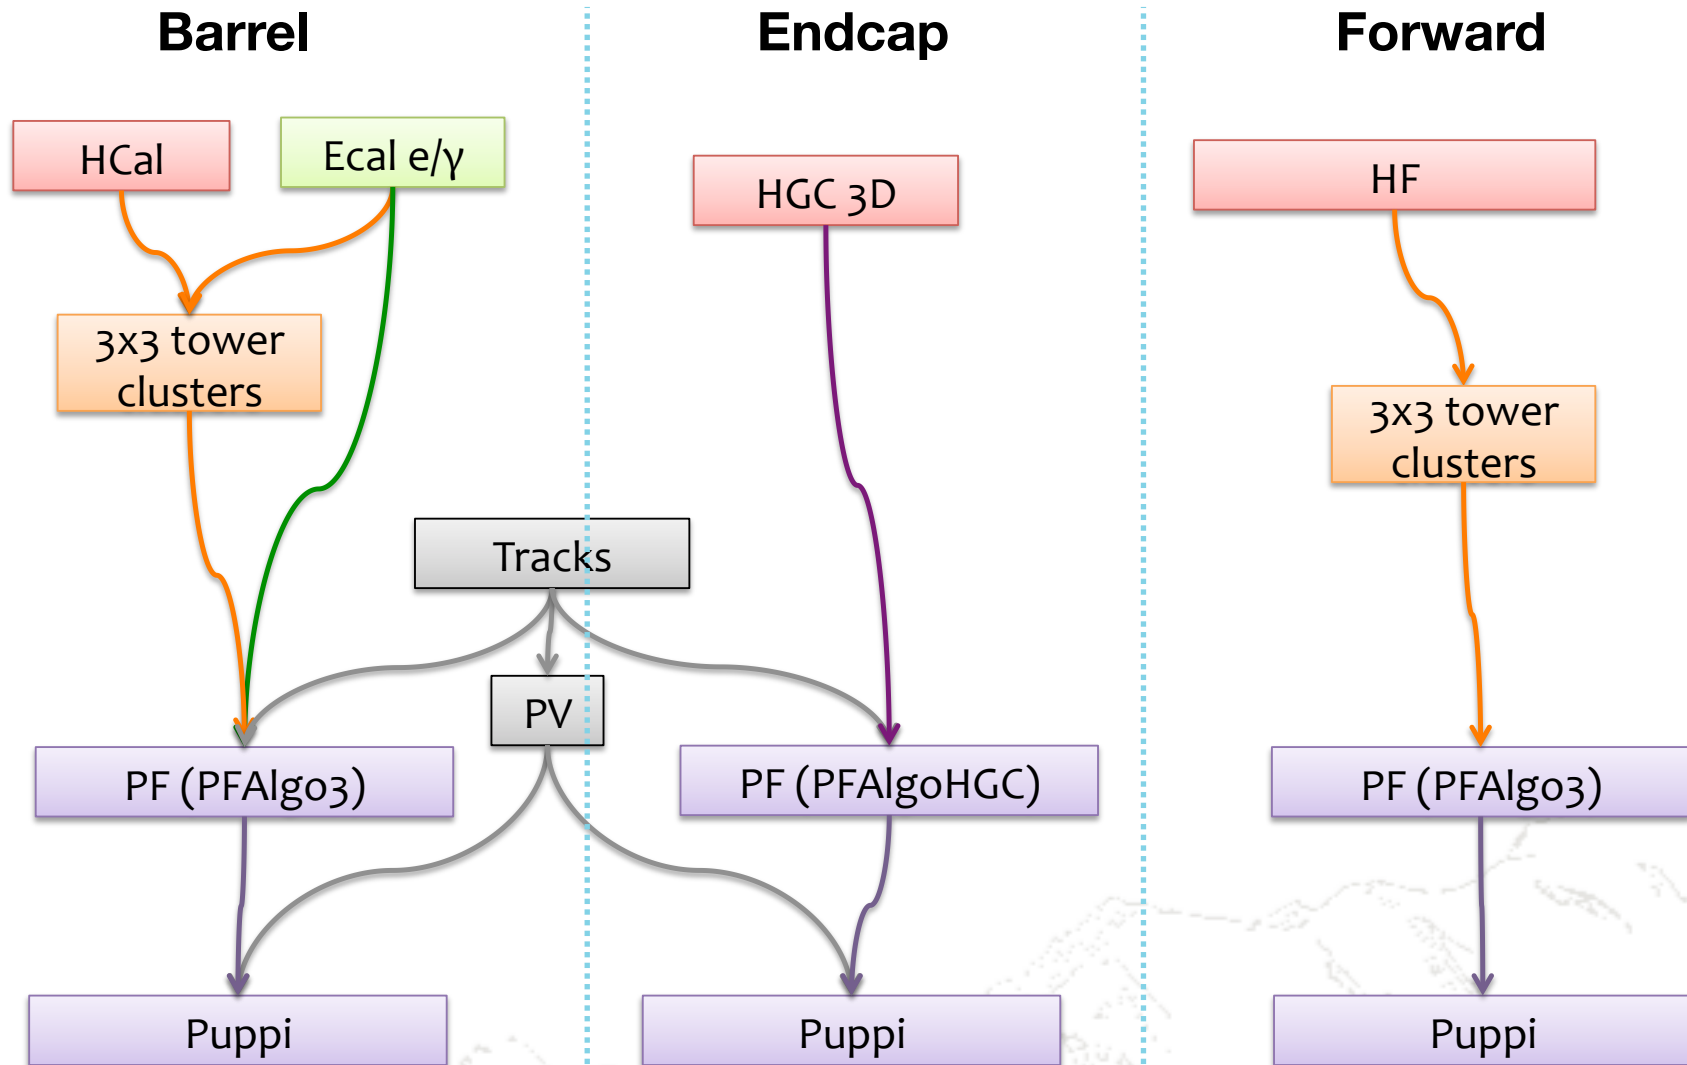 Barrel
Endcap
Forward
HCal
Ecal e/γ
HGC 3D
HF
3x3 tower
clusters
3x3 tower
clusters
Tracks
PV
PF (PFAlgo3)
PF (PFAlgoHGC)
PF (PFAlgo3)
Puppi
Puppi
Puppi